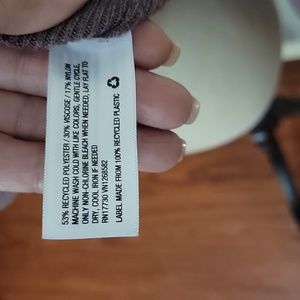 53% RECYCLED POLYESTER / 30% VISCOSE / 17% NYLON
MACHINE WASH COLD WITH LIKE COLORS, GENTLE CYCLE,
ONLY NON-CHLORINE BLEACH WHEN NEEDED, LAY FLAT TO
DRY, COOL IRON IF NEEDED
RN17730 VN1268582
LABEL MADE FROM 100% RECYCLED PLASTIC